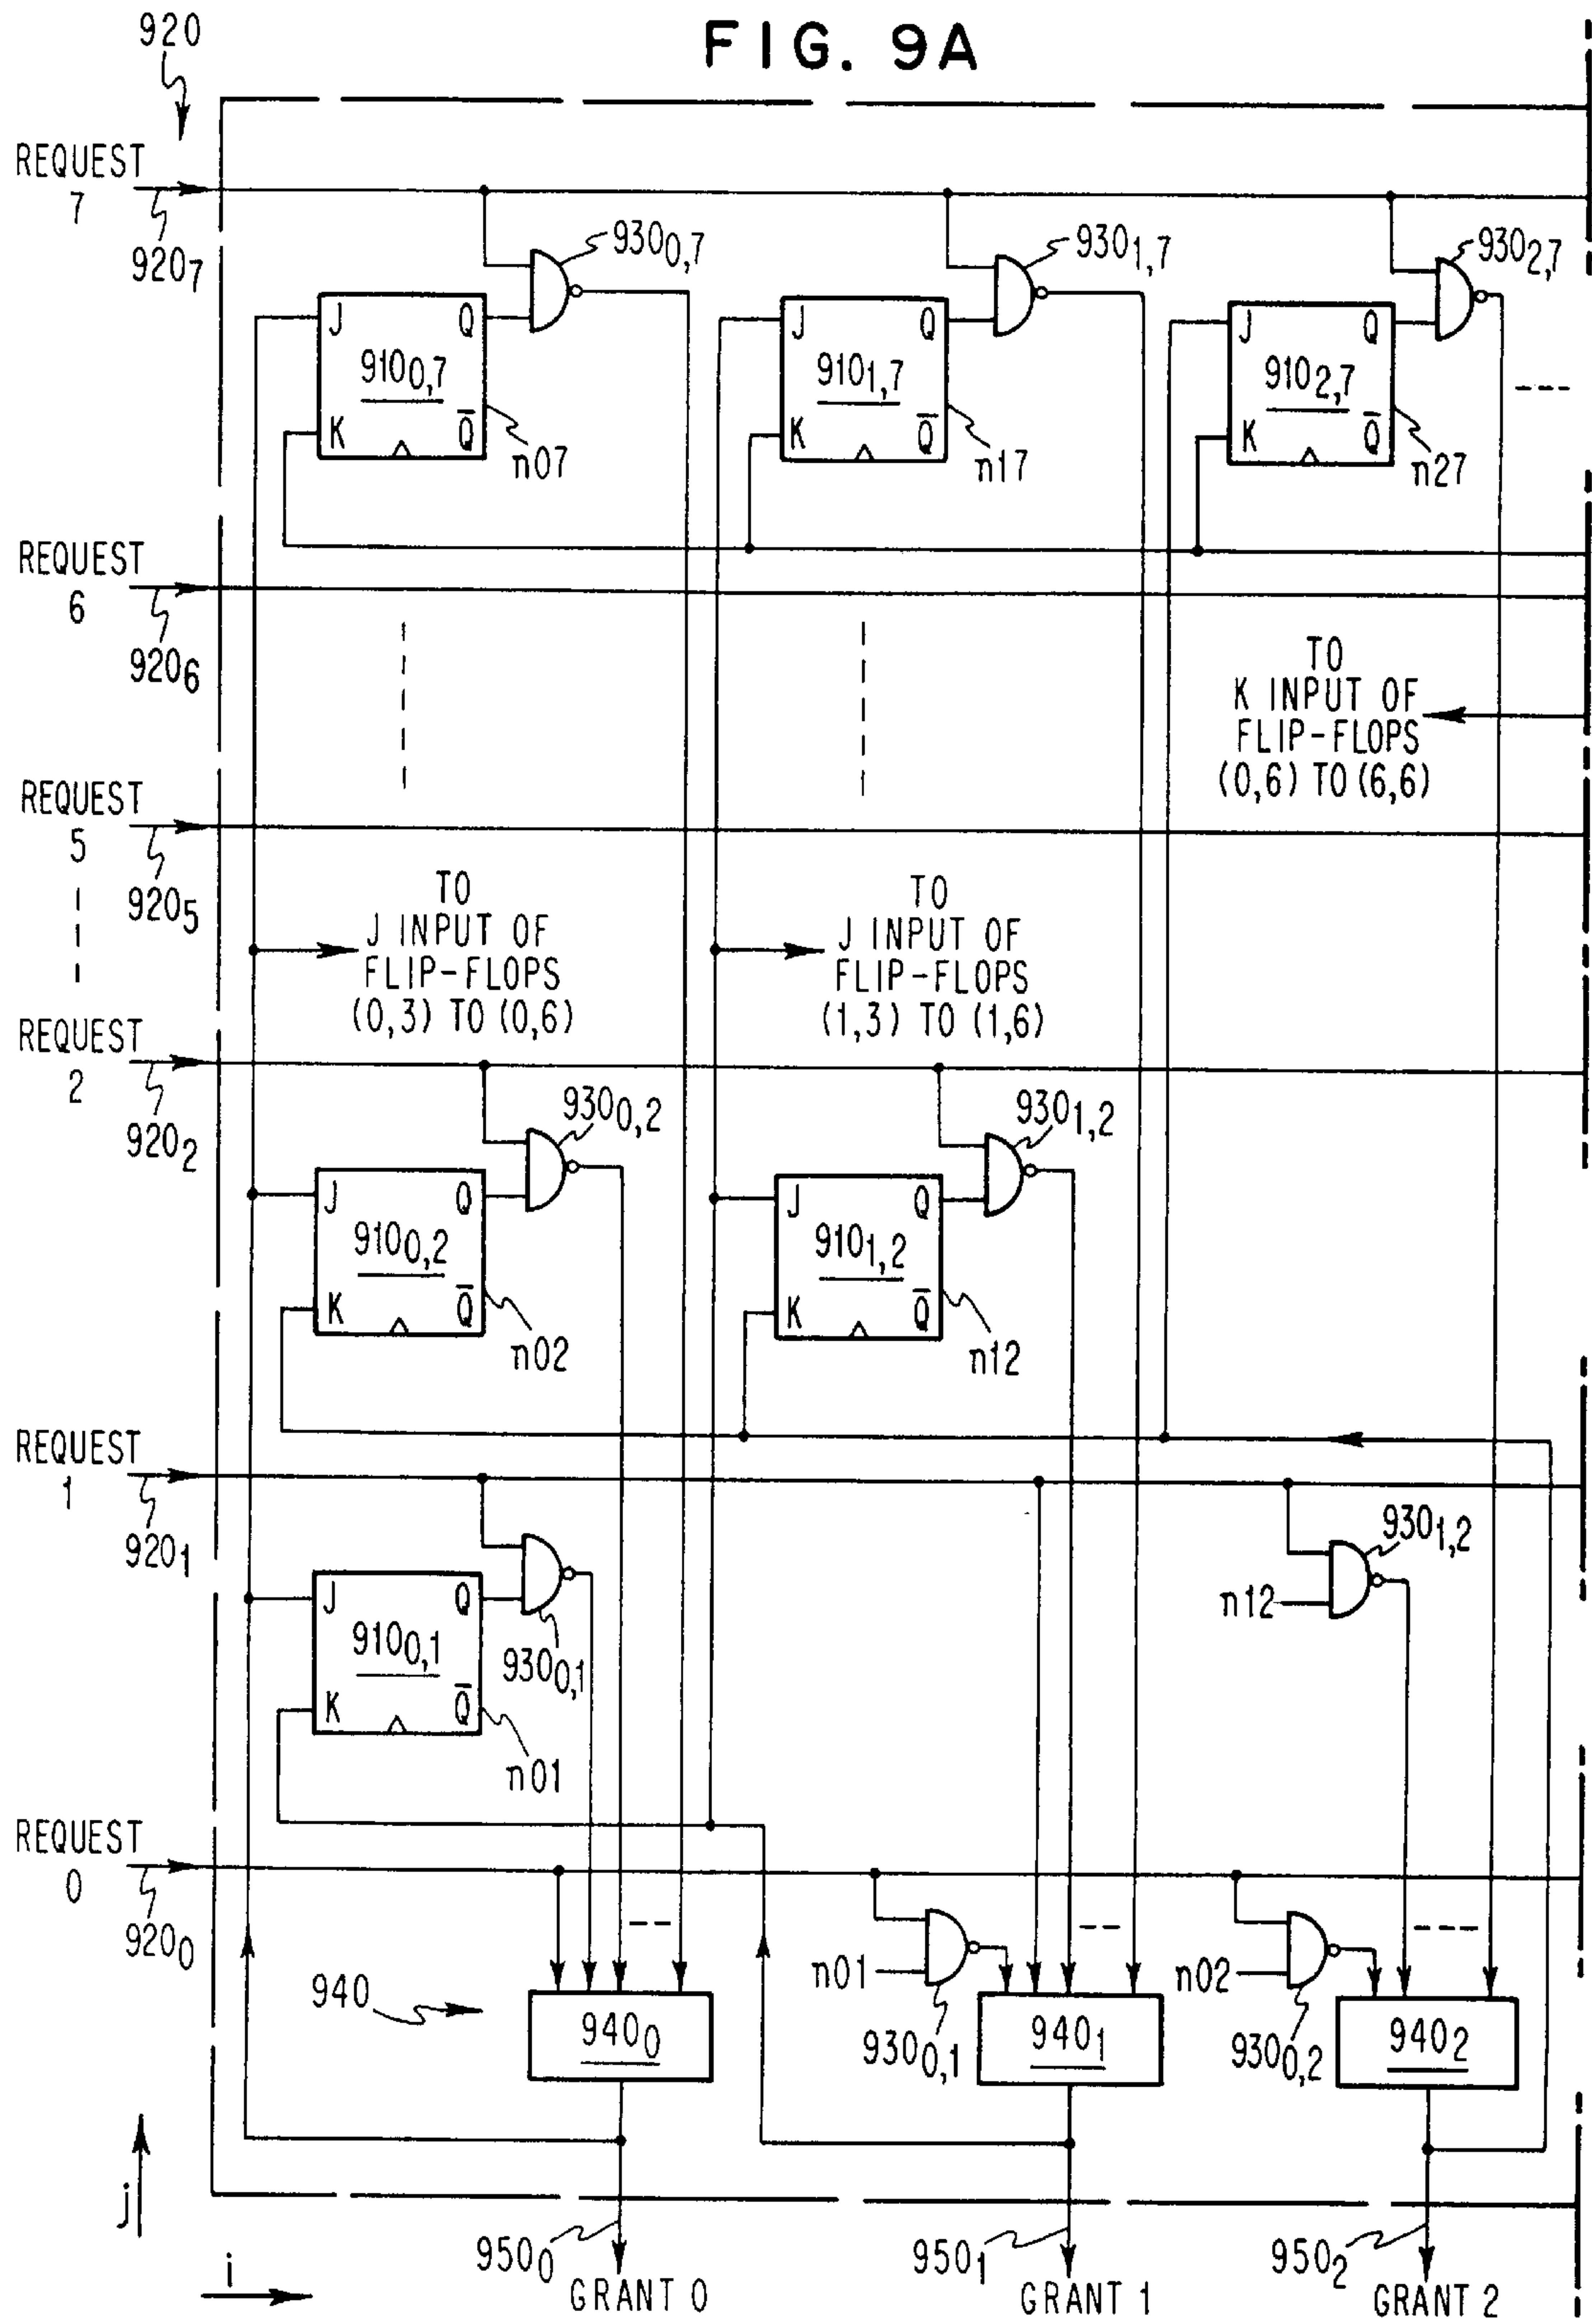 FIG. 9A
920
REQUEST
7
920₇
930₀,₇
930₁,₇
930₂,₇
J Q
910₀,₇
K Q̅
n07
J Q
910₁,₇
K Q̅
n17
J Q
910₂,₇
K Q̅
n27
REQUEST
6
920₆
TO
K INPUT OF
FLIP-FLOPS
(0,6) TO (6,6)
REQUEST
5
920₅
TO
J INPUT OF
FLIP-FLOPS
(0,3) TO (0,6)
TO
J INPUT OF
FLIP-FLOPS
(1,3) TO (1,6)
REQUEST
2
920₂
930₀,₂
930₁,₂
J Q
910₀,₂
K Q̅
n02
J Q
910₁,₂
K Q̅
n12
REQUEST
1
920₁
930₁,₂
n12
J Q
910₀,₁
K Q̅
930₀,₁
n01
REQUEST
0
920₀
n01
930₀,₁
n02
930₀,₂
940
940₀
940₁
940₂
j
i
950₀
GRANT 0
950₁
GRANT 1
950₂
GRANT 2